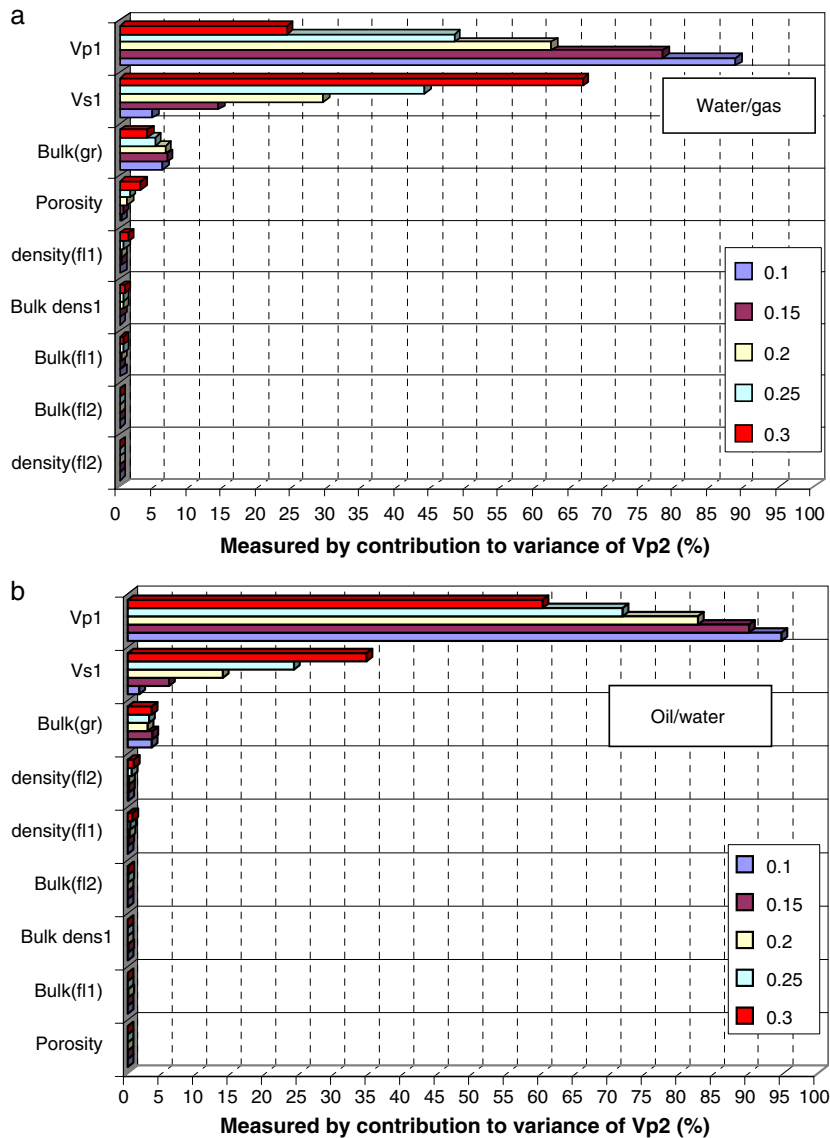 a
Vp1
Vs1
Water/gas
Bulk(gr)
Porosity
density(fl1)
Bulk dens1
Bulk(fl1)
Bulk(fl2)
density(fl2)
0.1
0.15
0.2
0.25
0.3
0 5 10 15 20 25 30 35 40 45 50 55 60 65 70 75 80 85 90 95 100
Measured by contribution to variance of Vp2 (%)
b
Vp1
Vs1
Bulk(gr)
Oil/water
density(fl2)
density(fl1)
Bulk(fl2)
Bulk dens1
Bulk(fl1)
Porosity
0.1
0.15
0.2
0.25
0.3
0 5 10 15 20 25 30 35 40 45 50 55 60 65 70 75 80 85 90 95 100
Measured by contribution to variance of Vp2 (%)